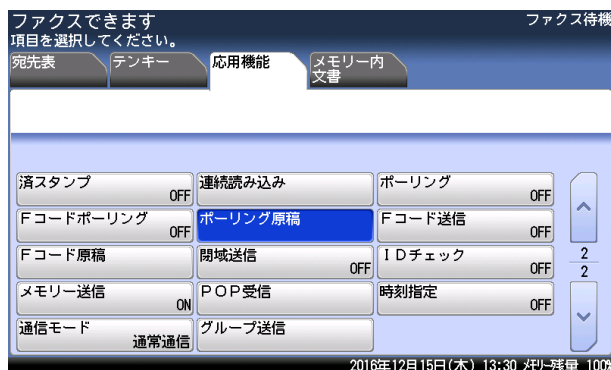 ファクスできます
ファクス待機
項目を選択してください。
宛先表 テンキー 応用機能 メモリー内
文書
済スタンプ OFF
連続読み込み
ポーリング OFF
Fコードポーリング OFF
ポーリング原稿
Fコード送信 OFF
Fコード原稿
閉域送信 OFF
IDチェック OFF
2
2
メモリー送信 ON
POP受信
時刻指定 OFF
通信モード 通常通信
グループ送信
2016年12月15日(木) 13:30 メモリー残量 100%